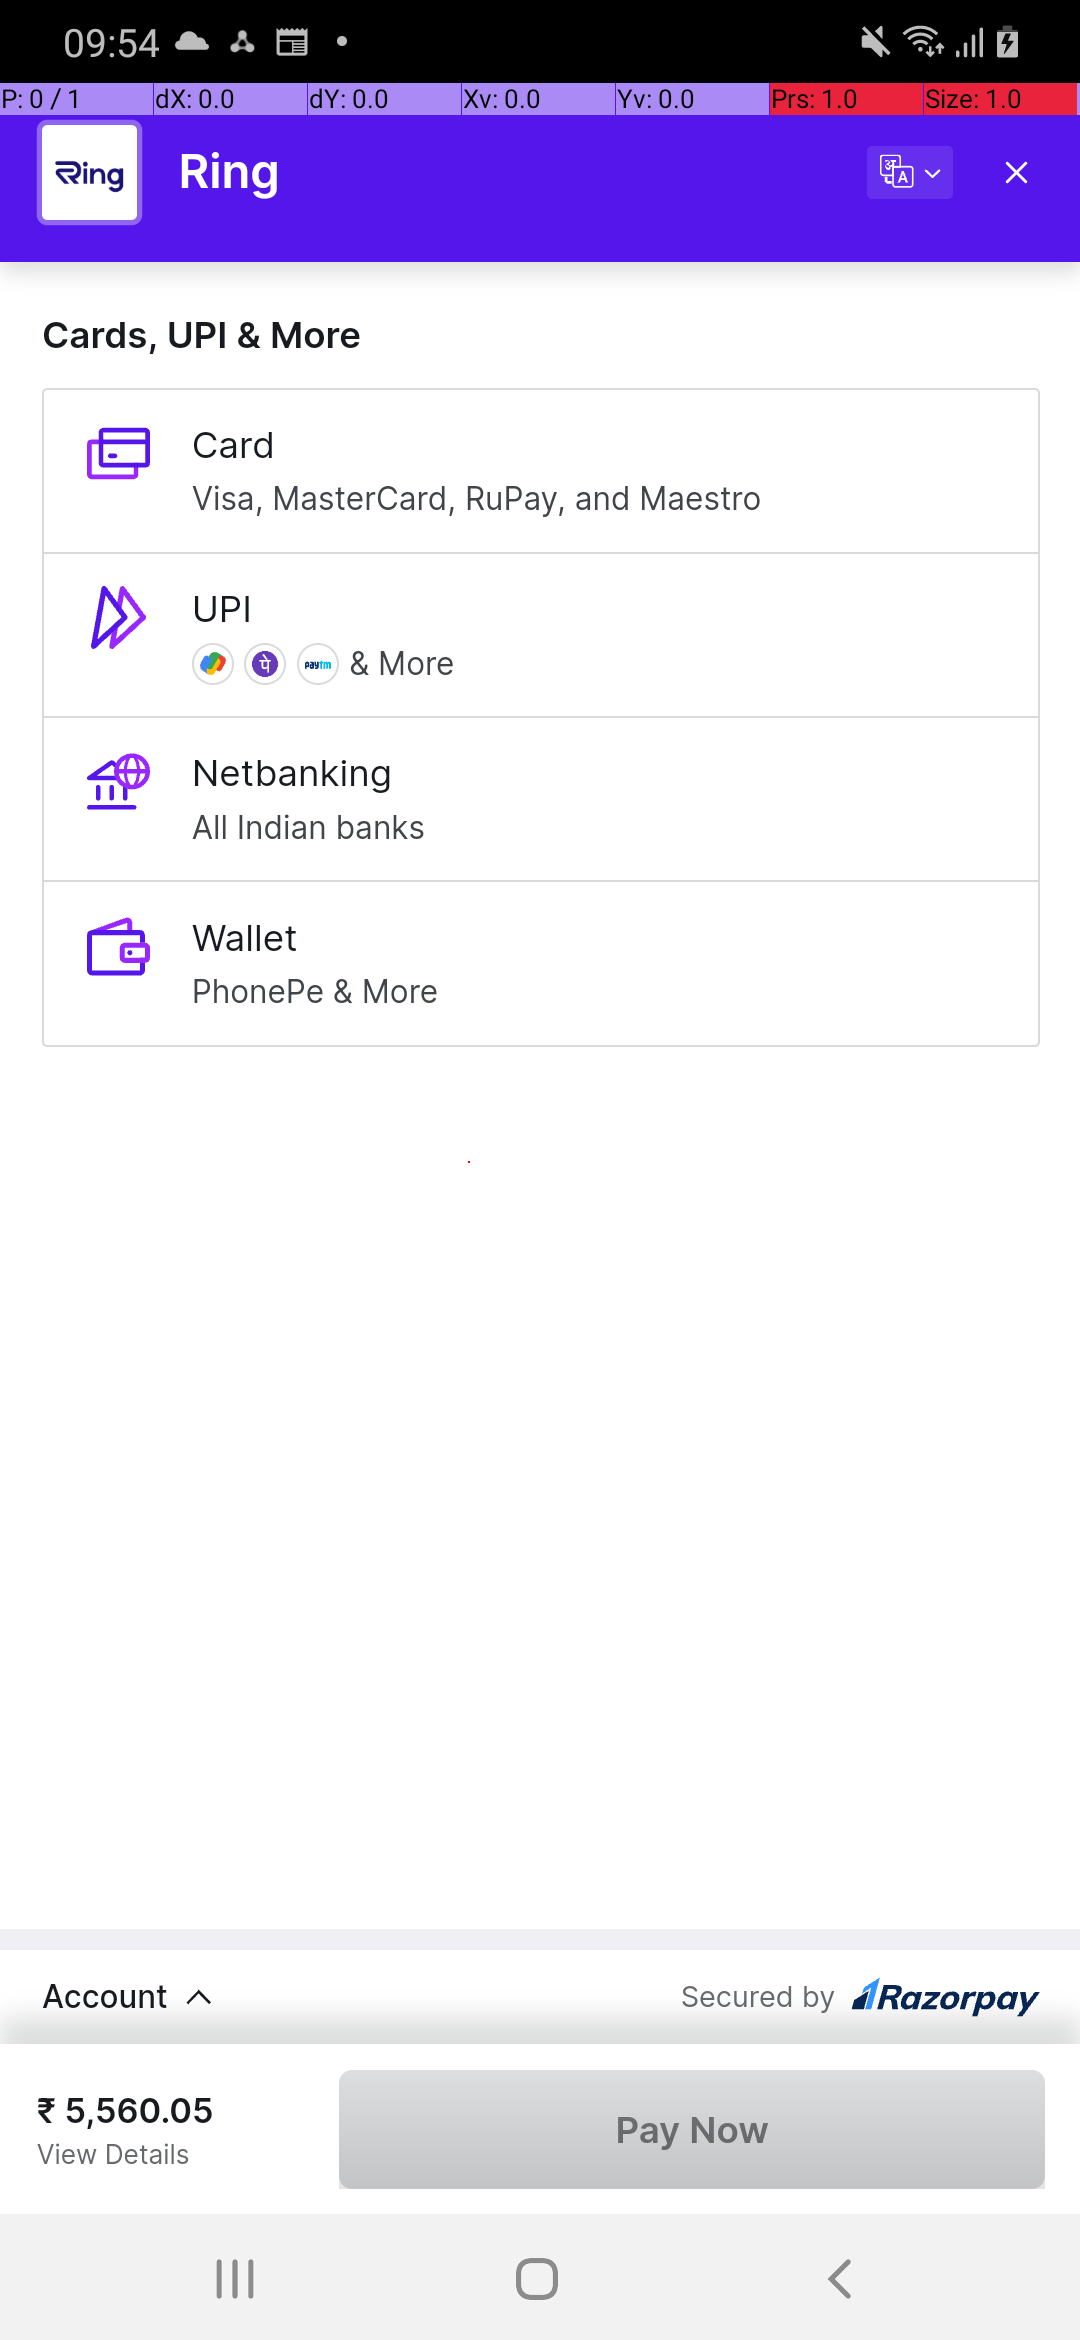 09:54
P: 0 / 1 dX: 0.0 dY: 0.0 Xv: 0.0 Yv: 0.0 Prs: 1.0 Size: 1.0
Ring Ring अ A
Cards, UPI & More
Card
Visa, MasterCard, RuPay, and Maestro
UPI
पे paytm & More
Netbanking
All Indian banks
Wallet
PhonePe & More
Account Secured by Razorpay
₹ 5,560.05
View Details
Pay Now